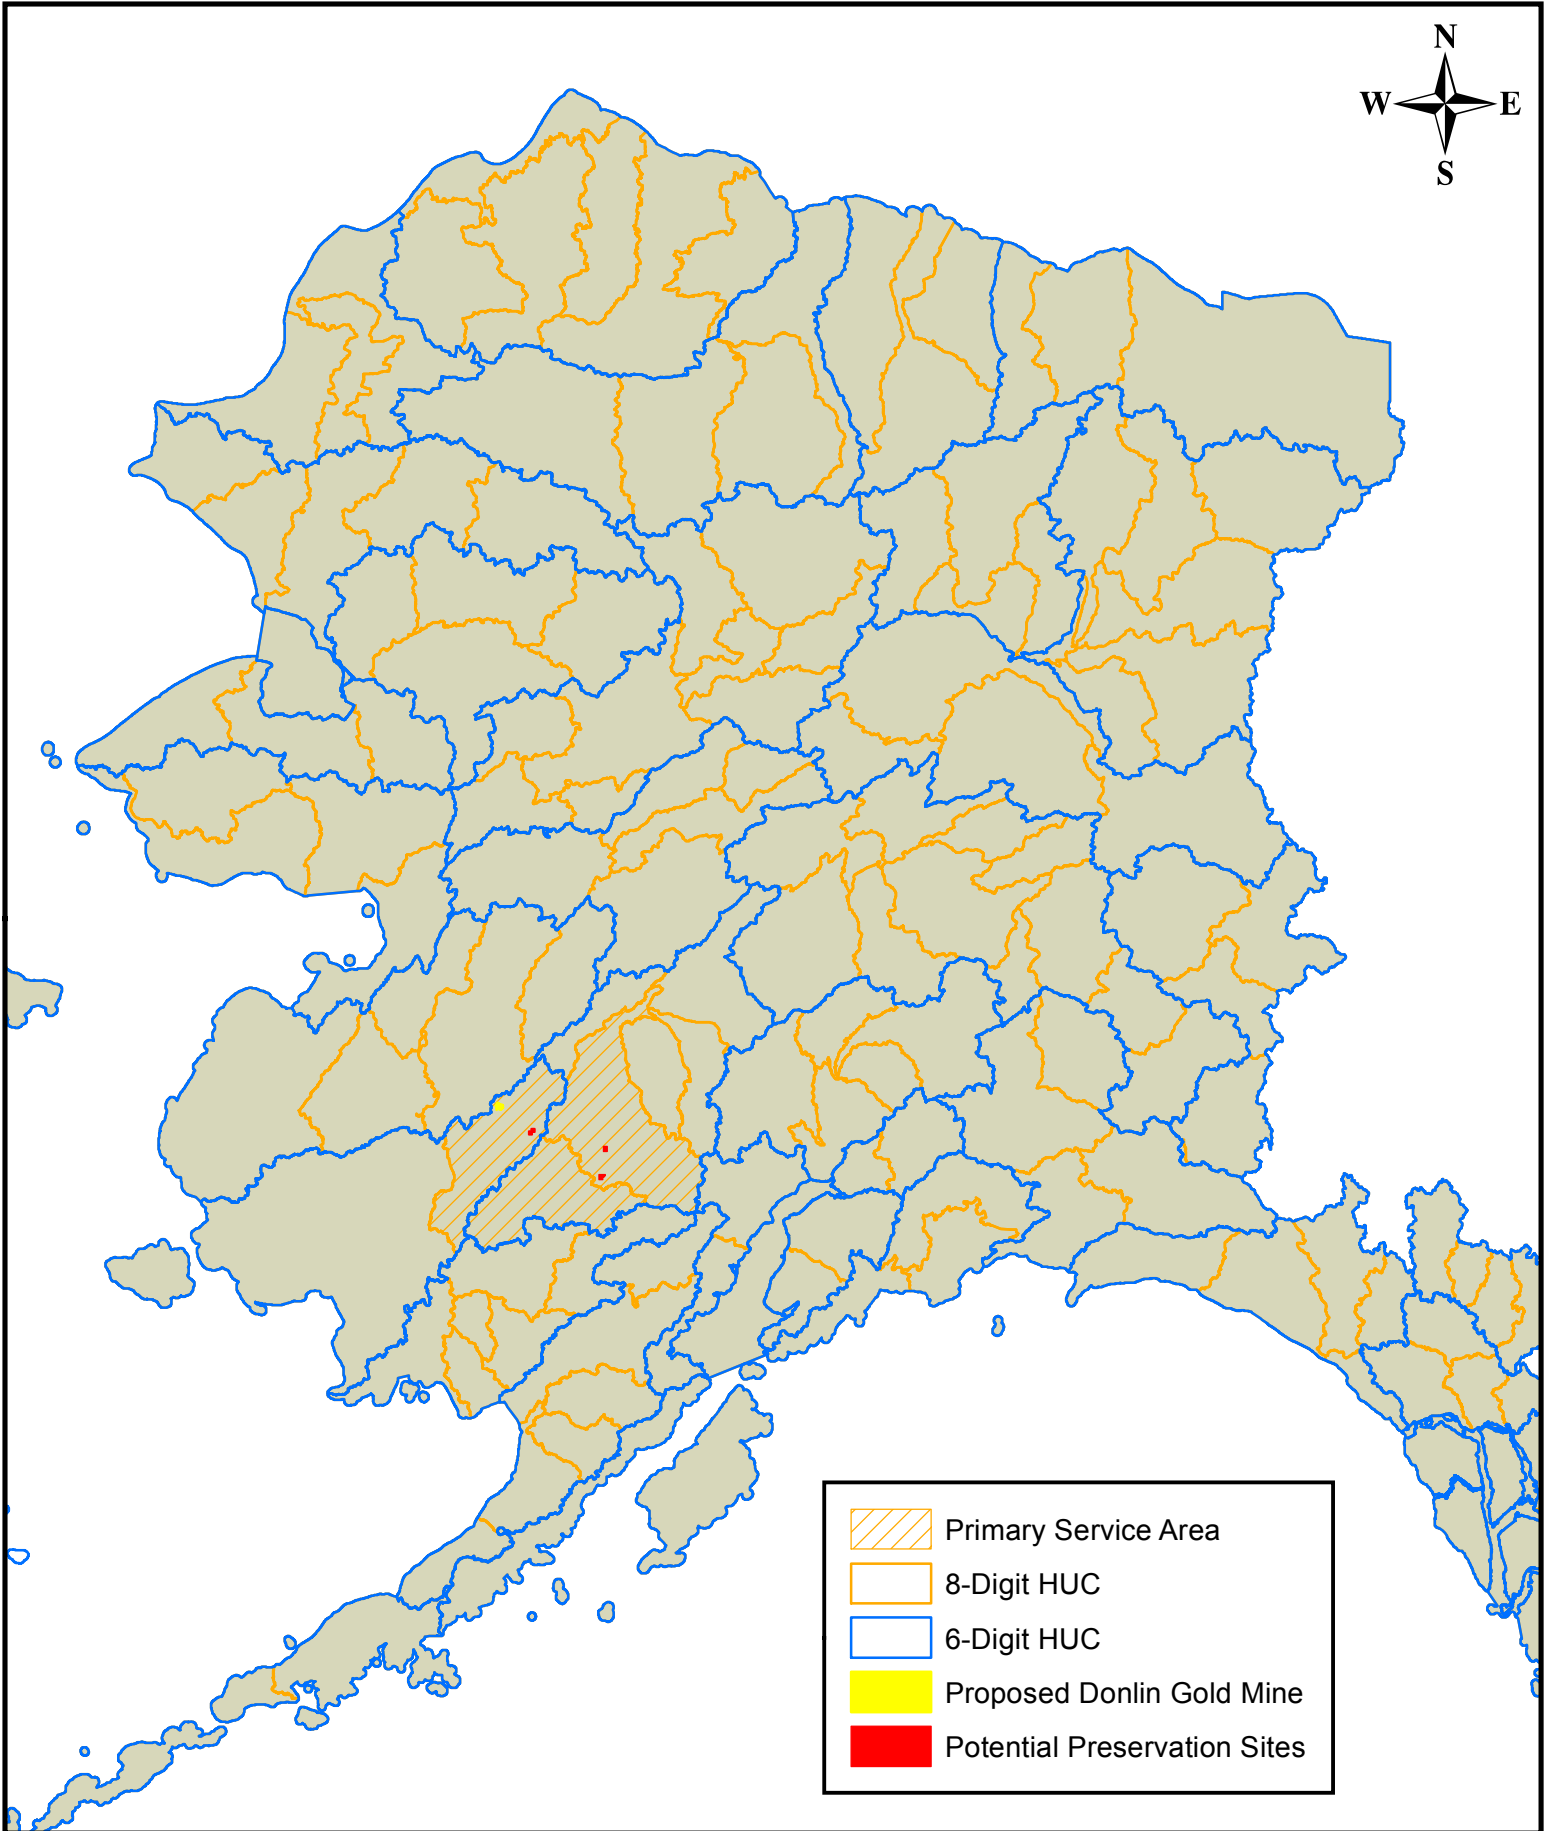 N
W E
S
Primary Service Area
8-Digit HUC
6-Digit HUC
Proposed Donlin Gold Mine
Potential Preservation Sites